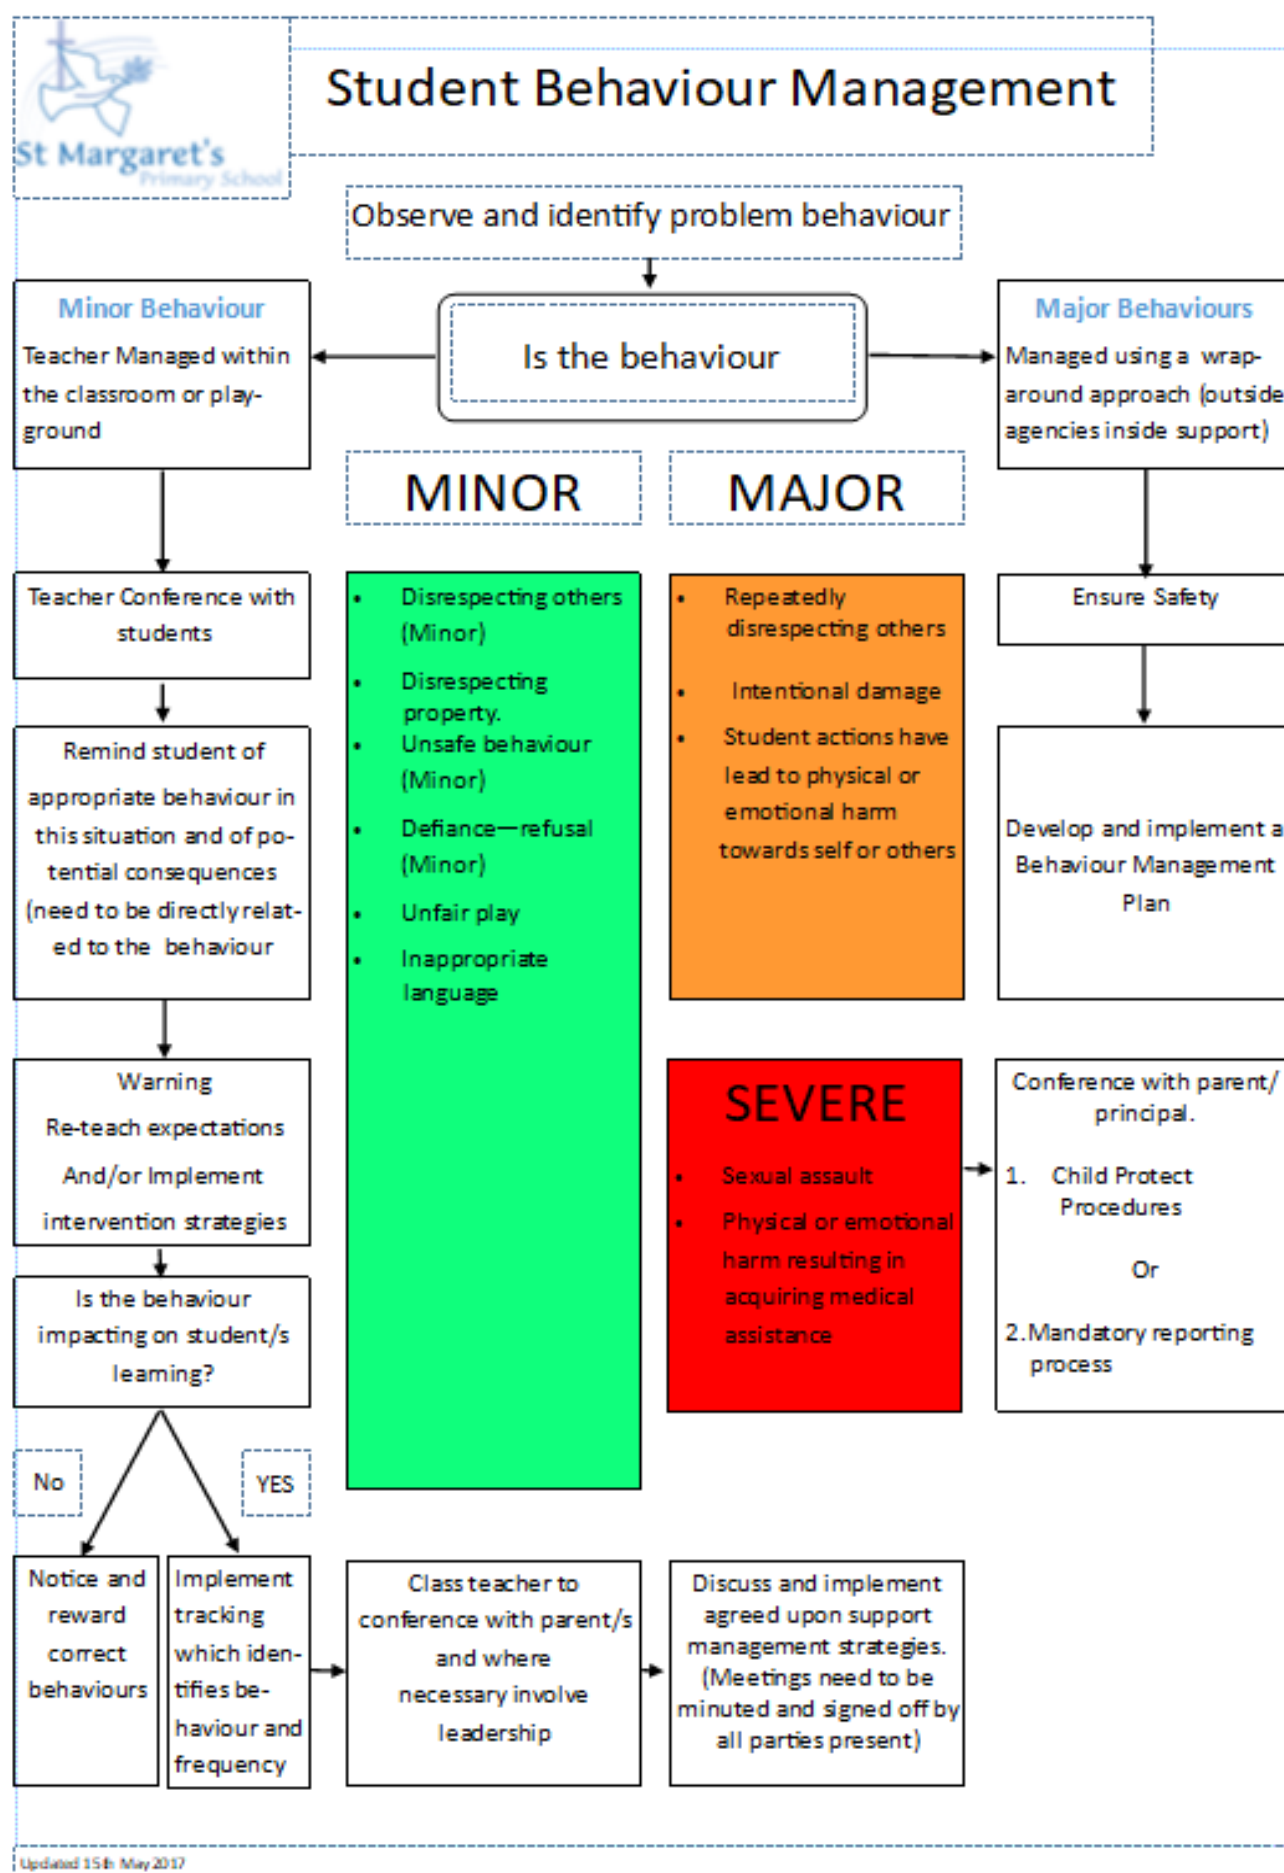 St Margaret's
Primary School
Student Behaviour Management
Observe and identify problem behaviour
Minor Behaviour
Teacher Managed within
the classroom or play-
ground
Is the behaviour
Major Behaviours
Managed using a wrap-
around approach (outside
agencies inside support)
MINOR
MAJOR
Teacher Conference with
students
Remind student of
appropriate behaviour in
this situation and of po-
tential consequences
(need to be directly relat-
ed to the behaviour
Warning
Re-teach expectations
And/or Implement
intervention strategies
Is the behaviour
impacting on student/s
learning?
No
YES
• Disrespecting others
(Minor)
• Disrespecting
property.
• Unsafe behaviour
(Minor)
• Defiance—refusal
(Minor)
• Unfair play
• Inappropriate
language
• Repeatedly
disrespecting others
• Intentional damage
• Student actions have
lead to physical or
emotional harm
towards self or others
Ensure Safety
Develop and implement a
Behaviour Management
Plan
SEVERE
• Sexual assault
• Physical or emotional
harm resulting in
acquiring medical
assistance
Conference with parent/
principal.
1. Child Protect
Procedures
Or
2.Mandatory reporting
process
Notice and
reward
correct
behaviours
Implement
tracking
which iden-
tifies be-
haviour and
frequency
Class teacher to
conference with parent/s
and where
necessary involve
leadership
Discuss and implement
agreed upon support
management strategies.
(Meetings need to be
minuted and signed off by
all parties present)
Updated 15th May 2017